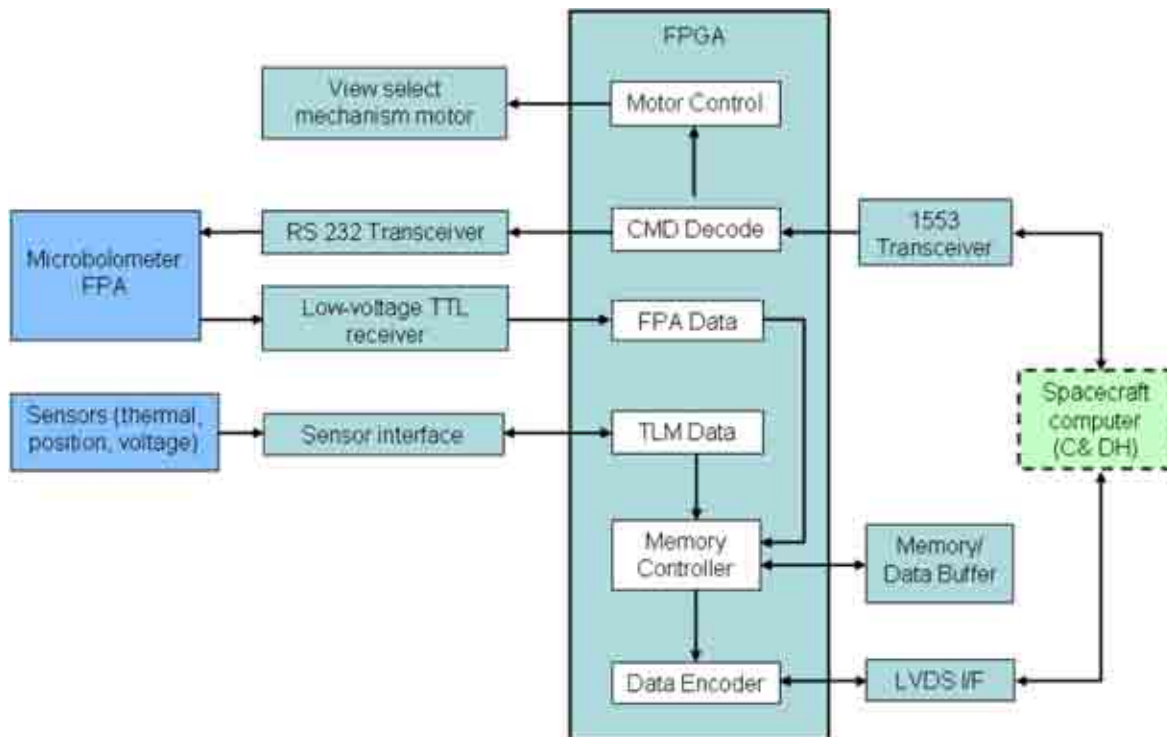 FPGA
View select
mechanism motor
Motor Control
Microbolometer
FPA
RS 232 Transceiver
CMD Decode
1553
Transceiver
Low-voltage TTL
receiver
FPA Data
Sensors (thermal,
position, voltage)
Sensor interface
TLM Data
Spacecraft
computer
(C& DH)
Memory
Controller
Memory/
Data Buffer
Data Encoder
LVDS I/F